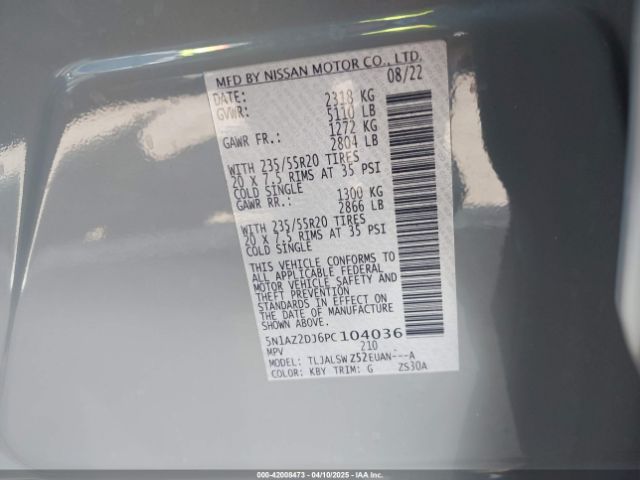 MFD BY NISSAN MOTOR CO., LTD.
DATE: 08/22
GVWR: 2318 KG
5110 LB
GAWR FR.: 1272 KG
2804 LB
WITH 235/55R20 TIRES
20 X 7.5 RIMS AT 35 PSI
COLD SINGLE
GAWR RR.: 1300 KG
2866 LB
WITH 235/55R20 TIRES
20 X 7.5 RIMS AT 35 PSI
COLD SINGLE
THIS VEHICLE CONFORMS TO
ALL APPLICABLE FEDERAL
MOTOR VEHICLE SAFETY AND
THEFT PREVENTION
STANDARDS IN EFFECT ON
THE DATE OF MANUFACTURE
SHOWN ABOVE
5N1AZ2DJ6PC104036
MPV 210
MODEL: TLJALSWZ52EUAN---A
COLOR: KBY TRIM: G ZS30A
000-42008473 - 04/10/2025 - IAA Inc.